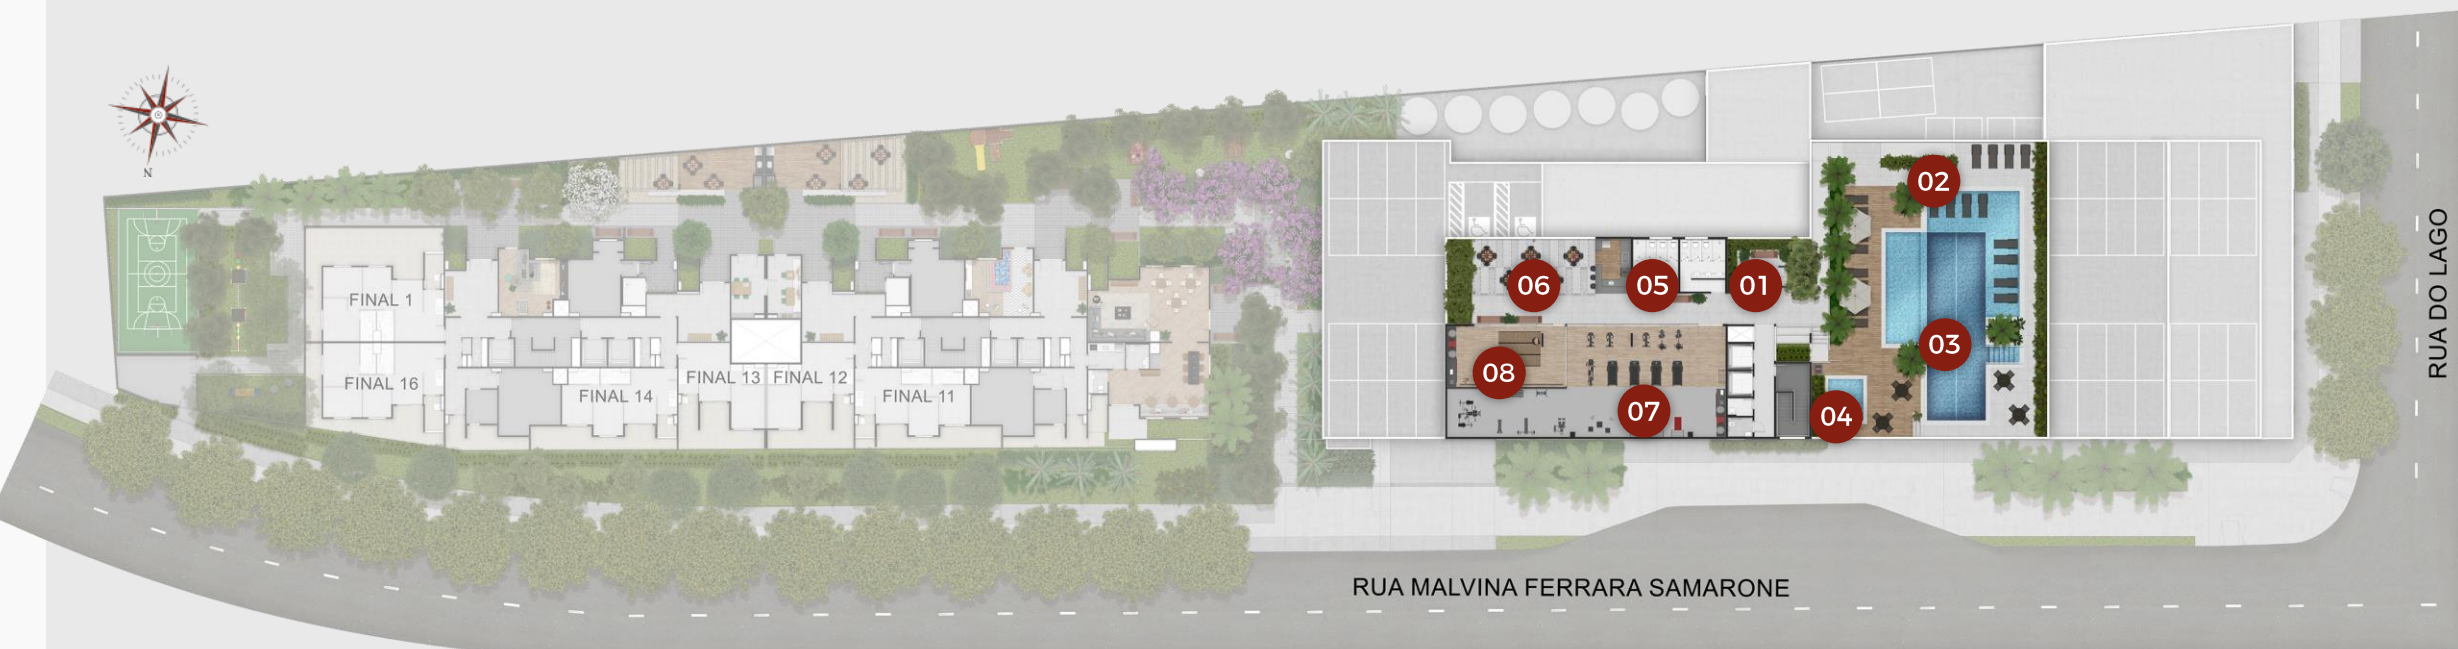 N
FINAL 1
FINAL 16
FINAL 14
FINAL 13
FINAL 12
FINAL 11
02
06
05
01
03
08
07
04
RUA MALVINA FERRARA SAMARONE
RUA DO LAGO